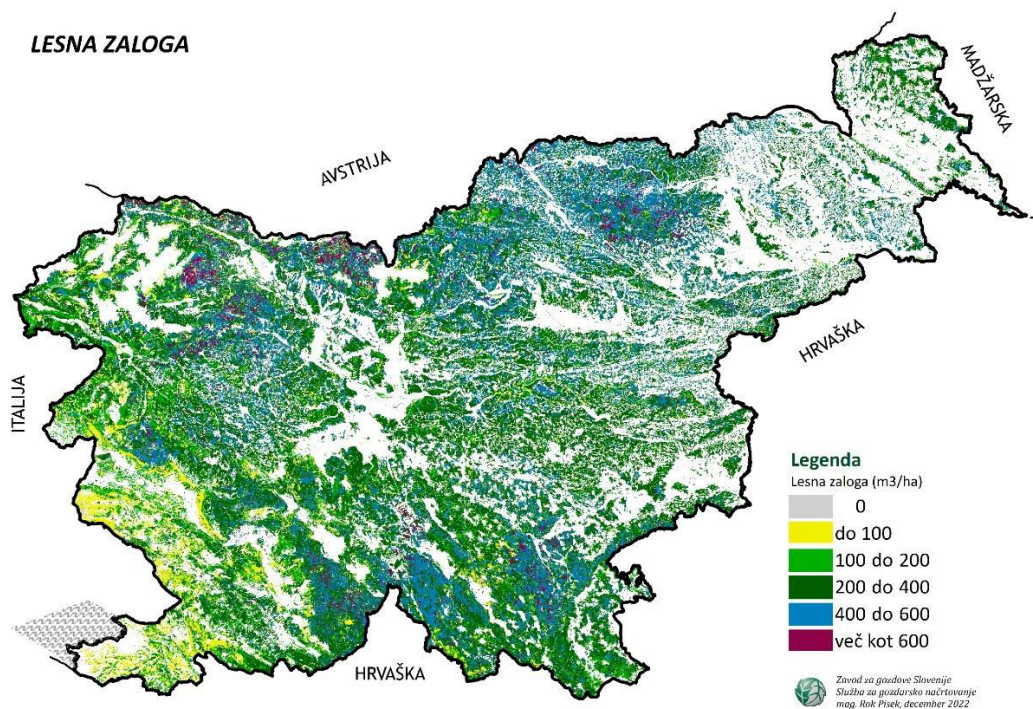 LESNA ZALOGA
MADŽARSKA
AVSTRIJA
HRVAŠKA
ITALIJA
HRVAŠKA
Legenda
Lesna zaloga (m3/ha)
0
do 100
100 do 200
200 do 400
400 do 600
več kot 600
Zavod za gozdove Slovenije
Služba za gozdarsko načrtovanje
mag. Rok Pisek, december 2022